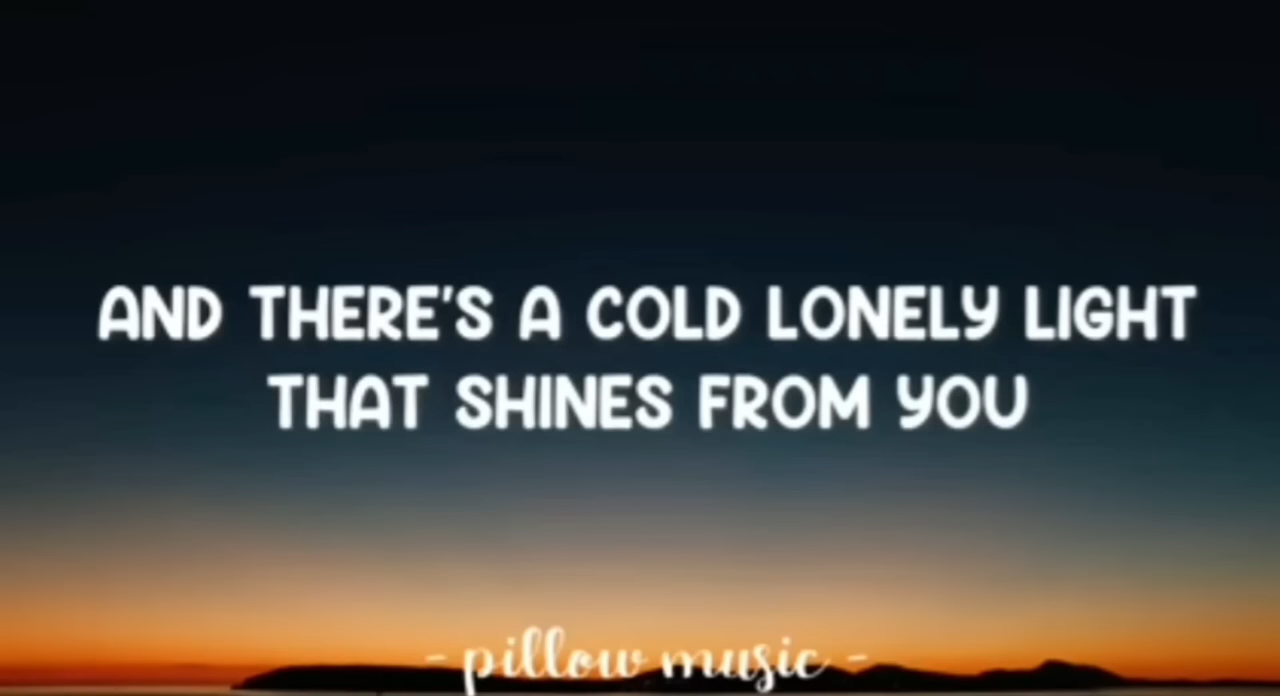 AND THERE'S A COLD LONELY LIGHT
THAT SHINES FROM YOU
- pillow music -